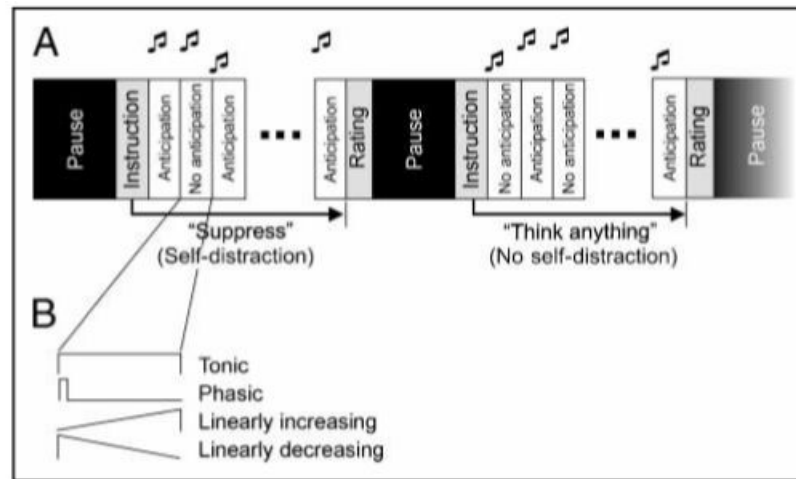 A
Pause
Instruction
Anticipation
No anticipation
Anticipation
Anticipation
Rating
Pause
Instruction
No anticipation
Anticipation
No anticipation
Anticipation
Rating
Pause
"Suppress"
(Self-distraction)
"Think anything"
(No self-distraction)
B
Tonic
Phasic
Linearly increasing
Linearly decreasing